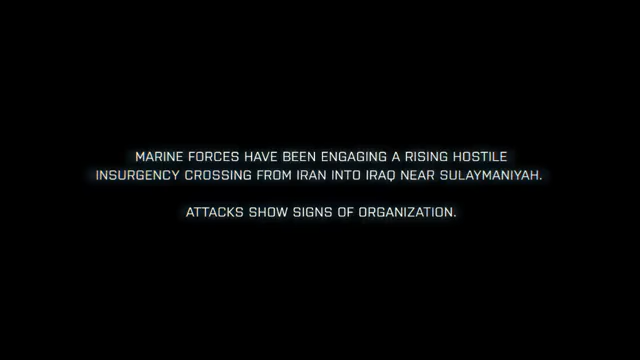 MARINE FORCES HAVE BEEN ENGAGING A RISING HOSTILE
INSURGENCY CROSSING FROM IRAN INTO IRAQ NEAR SULAYMANIYAH.
ATTACKS SHOW SIGNS OF ORGANIZATION.